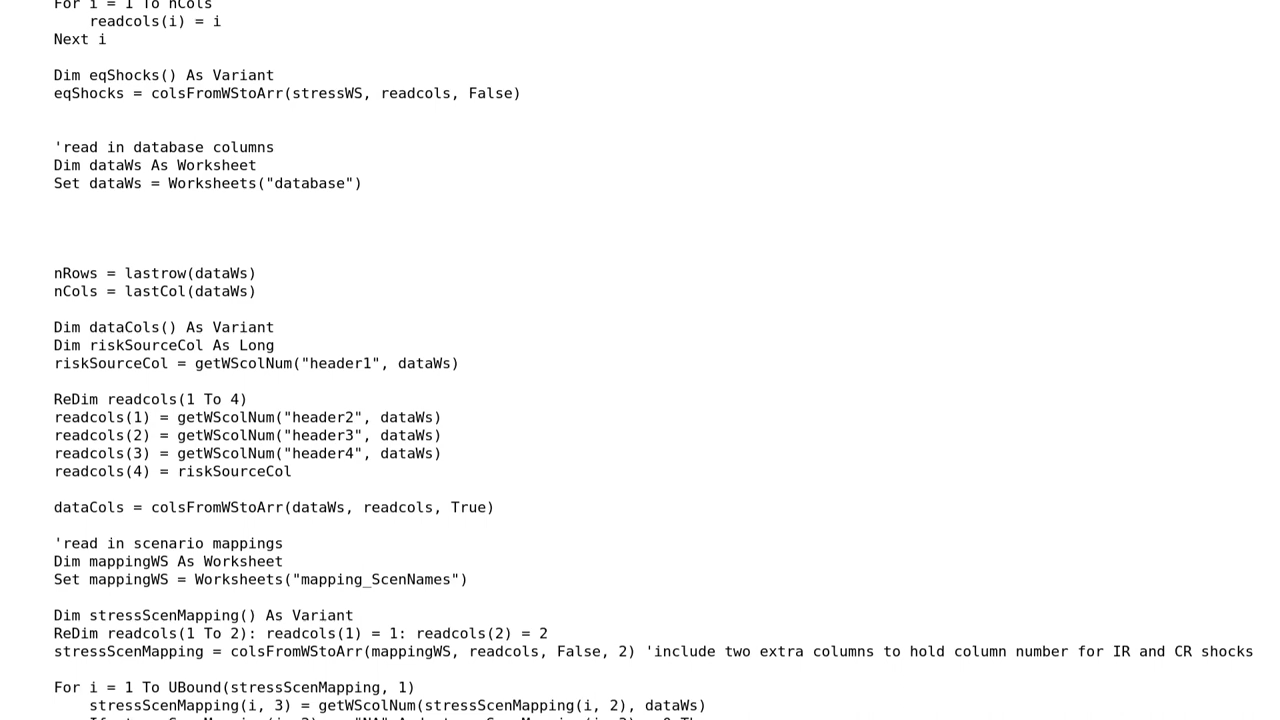 For i = 1 To nCols
    readcols(i) = i
Next i

Dim eqShocks() As Variant
eqShocks = colsFromWStoArr(stressWS, readcols, False)


'read in database columns
Dim dataWs As Worksheet
Set dataWs = Worksheets("database")




nRows = lastrow(dataWs)
nCols = lastCol(dataWs)

Dim dataCols() As Variant
Dim riskSourceCol As Long
riskSourceCol = getWScolNum("header1", dataWs)

ReDim readcols(1 To 4)
readcols(1) = getWScolNum("header2", dataWs)
readcols(2) = getWScolNum("header3", dataWs)
readcols(3) = getWScolNum("header4", dataWs)
readcols(4) = riskSourceCol

dataCols = colsFromWStoArr(dataWs, readcols, True)

'read in scenario mappings
Dim mappingWS As Worksheet
Set mappingWS = Worksheets("mapping_ScenNames")

Dim stressScenMapping() As Variant
ReDim readcols(1 To 2): readcols(1) = 1: readcols(2) = 2
stressScenMapping = colsFromWStoArr(mappingWS, readcols, False, 2) 'include two extra columns to hold column number for IR and CR shocks

For i = 1 To UBound(stressScenMapping, 1)
    stressScenMapping(i, 3) = getWScolNum(stressScenMapping(i, 2), dataWs)